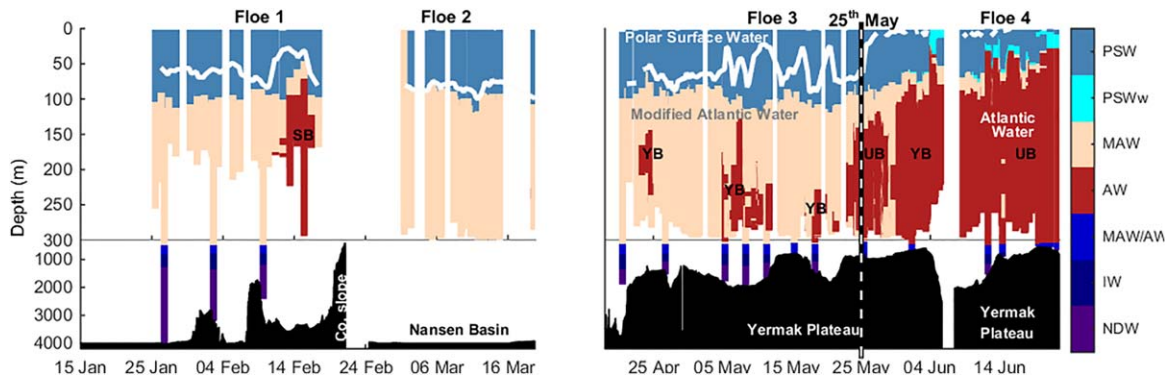 Floe 1
Floe 2
Floe 3
25th May
Floe 4
0
50
100
150
200
250
300
1000
2000
3000
4000
Depth (m)
Polar Surface Water
Modified Atlantic Water
Atlantic
Water
SB
YB
YB
YB
UB
YB
UB
Co. slope
Nansen Basin
Yermak Plateau
Yermak
Plateau
15 Jan
25 Jan
04 Feb
14 Feb
24 Feb
06 Mar
16 Mar
25 Apr
05 May
15 May
25 May
04 Jun
14 Jun
PSW
PSWw
MAW
AW
MAW/AW
IW
NDW